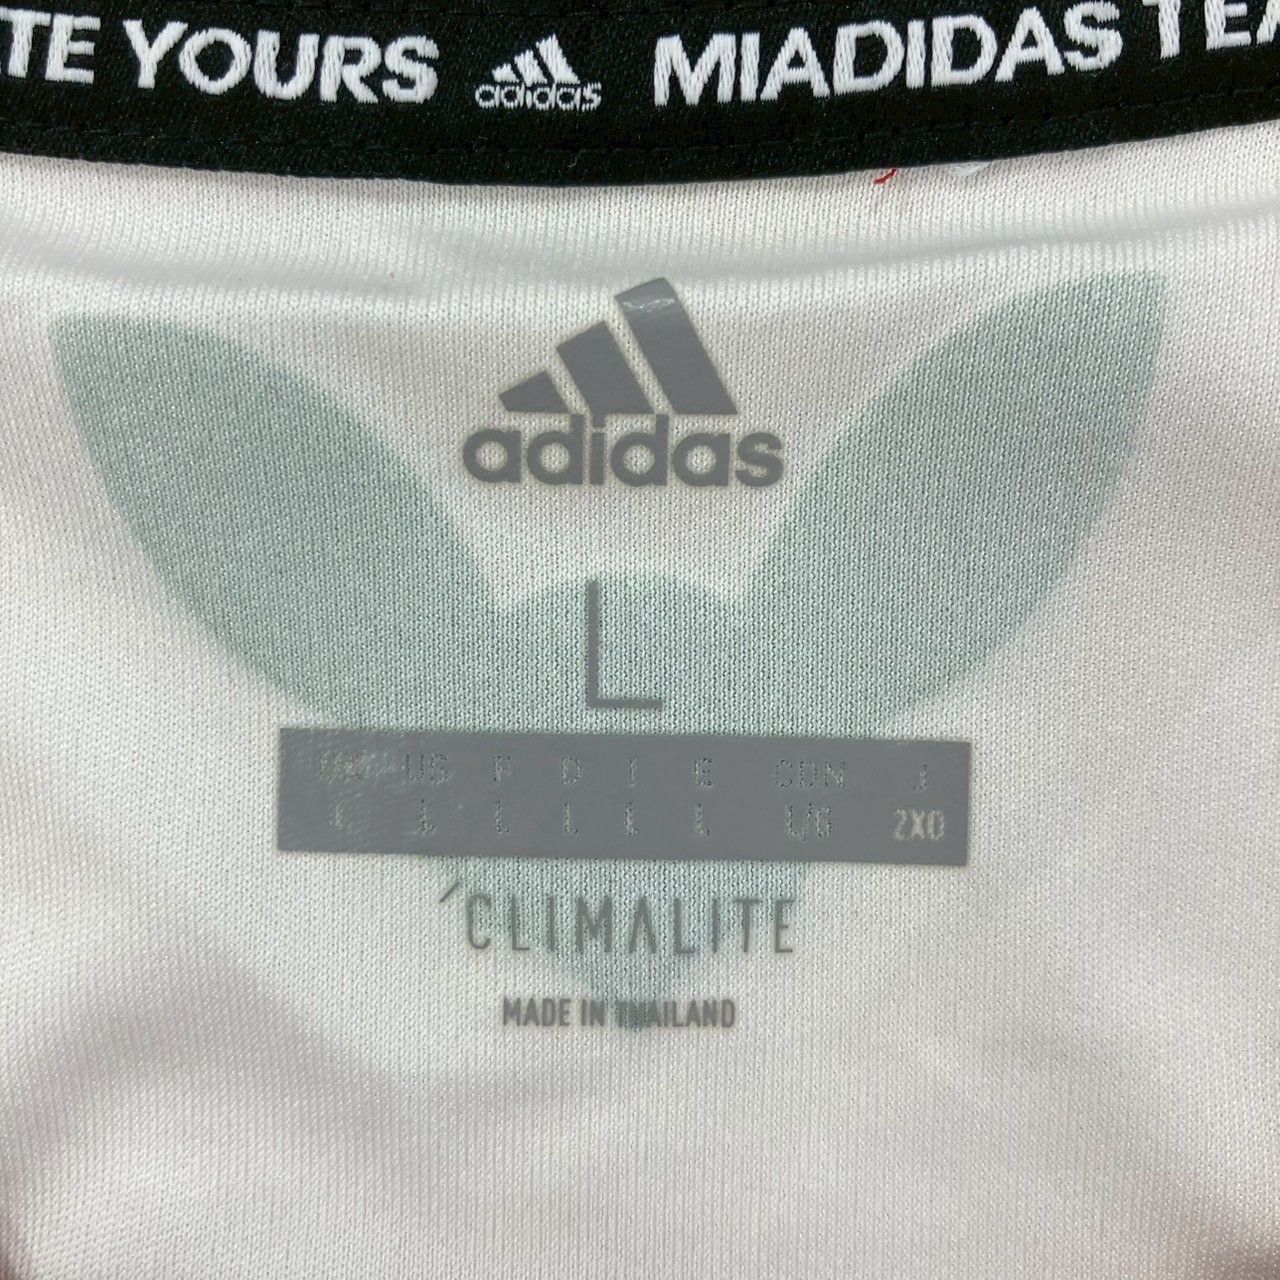 TE YOURS adidas MIADIDAS TEA
adidas
L
UK US F D I E CDN J
L L L L L L L/G 2XO
CLIMALITE
MADE IN THAILAND